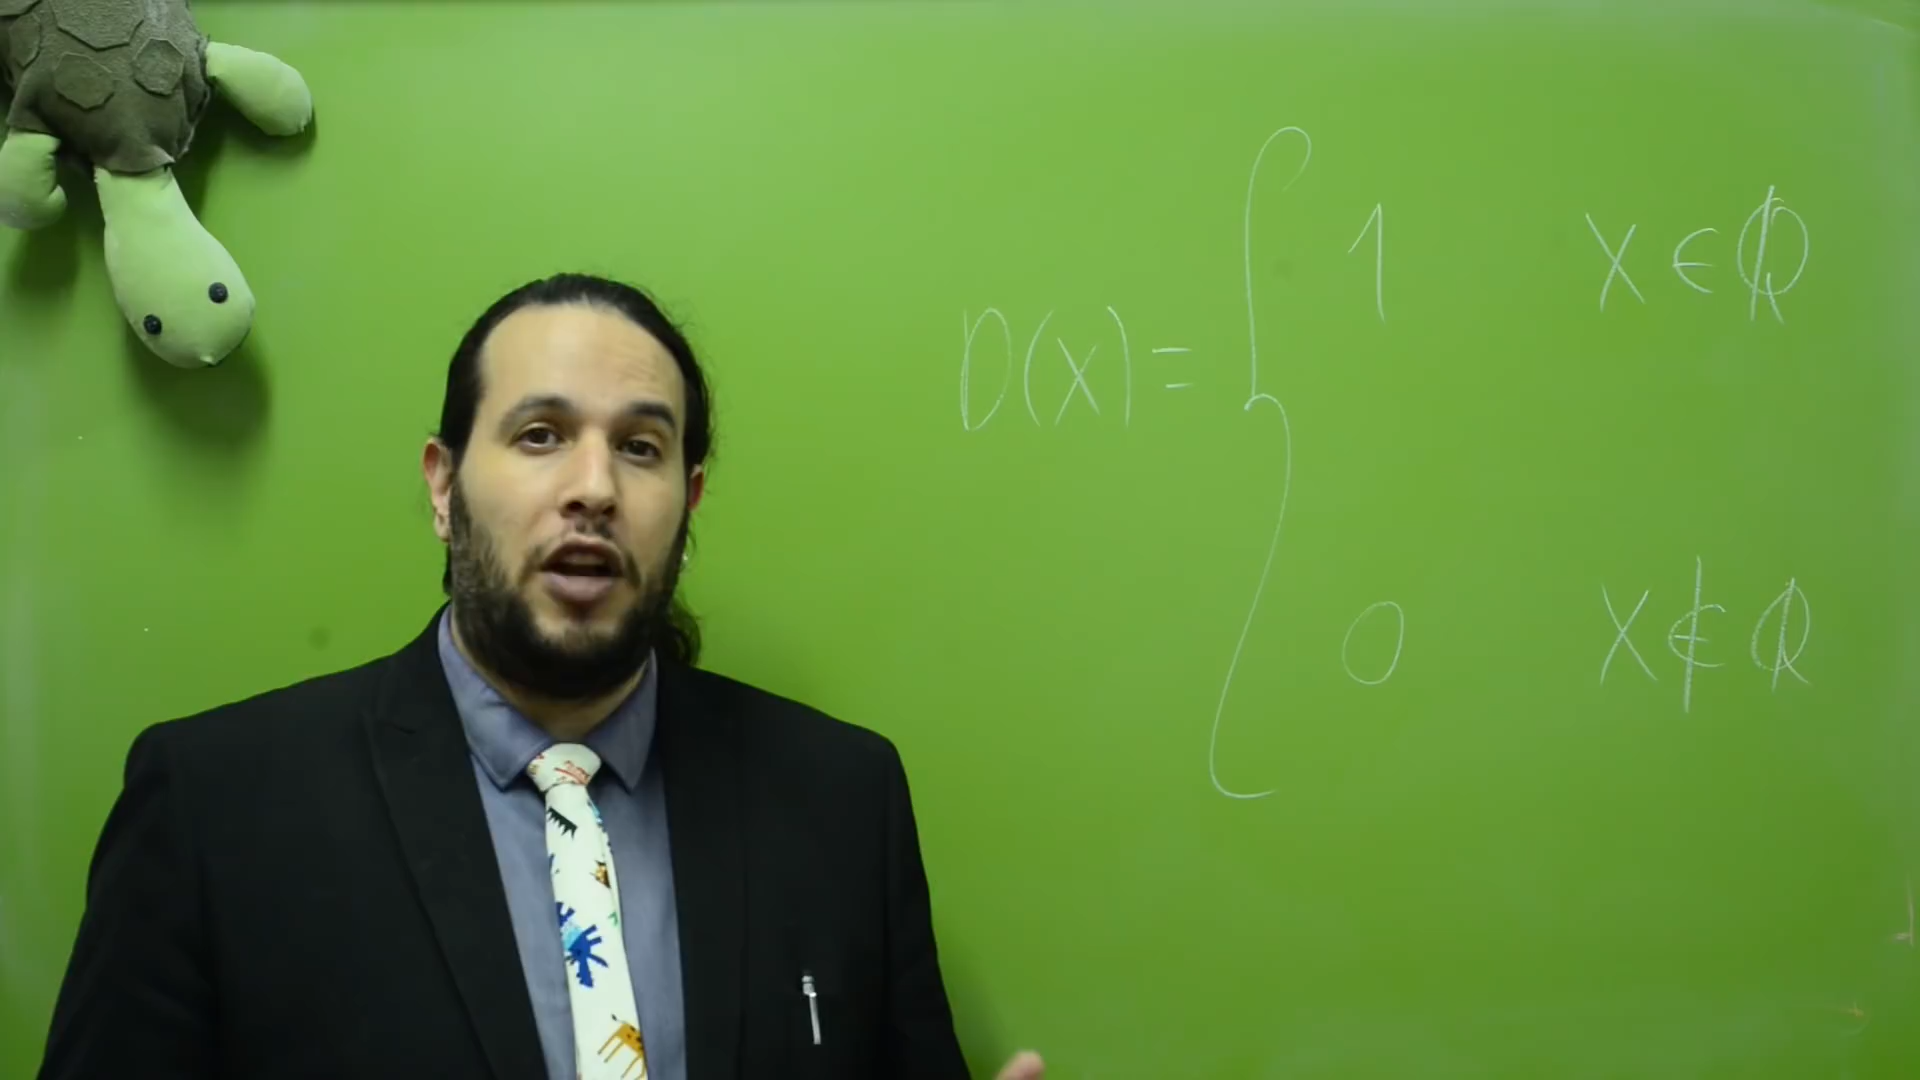 D(x) = { 1 x ∈ ℚ
0 x ∉ ℚ